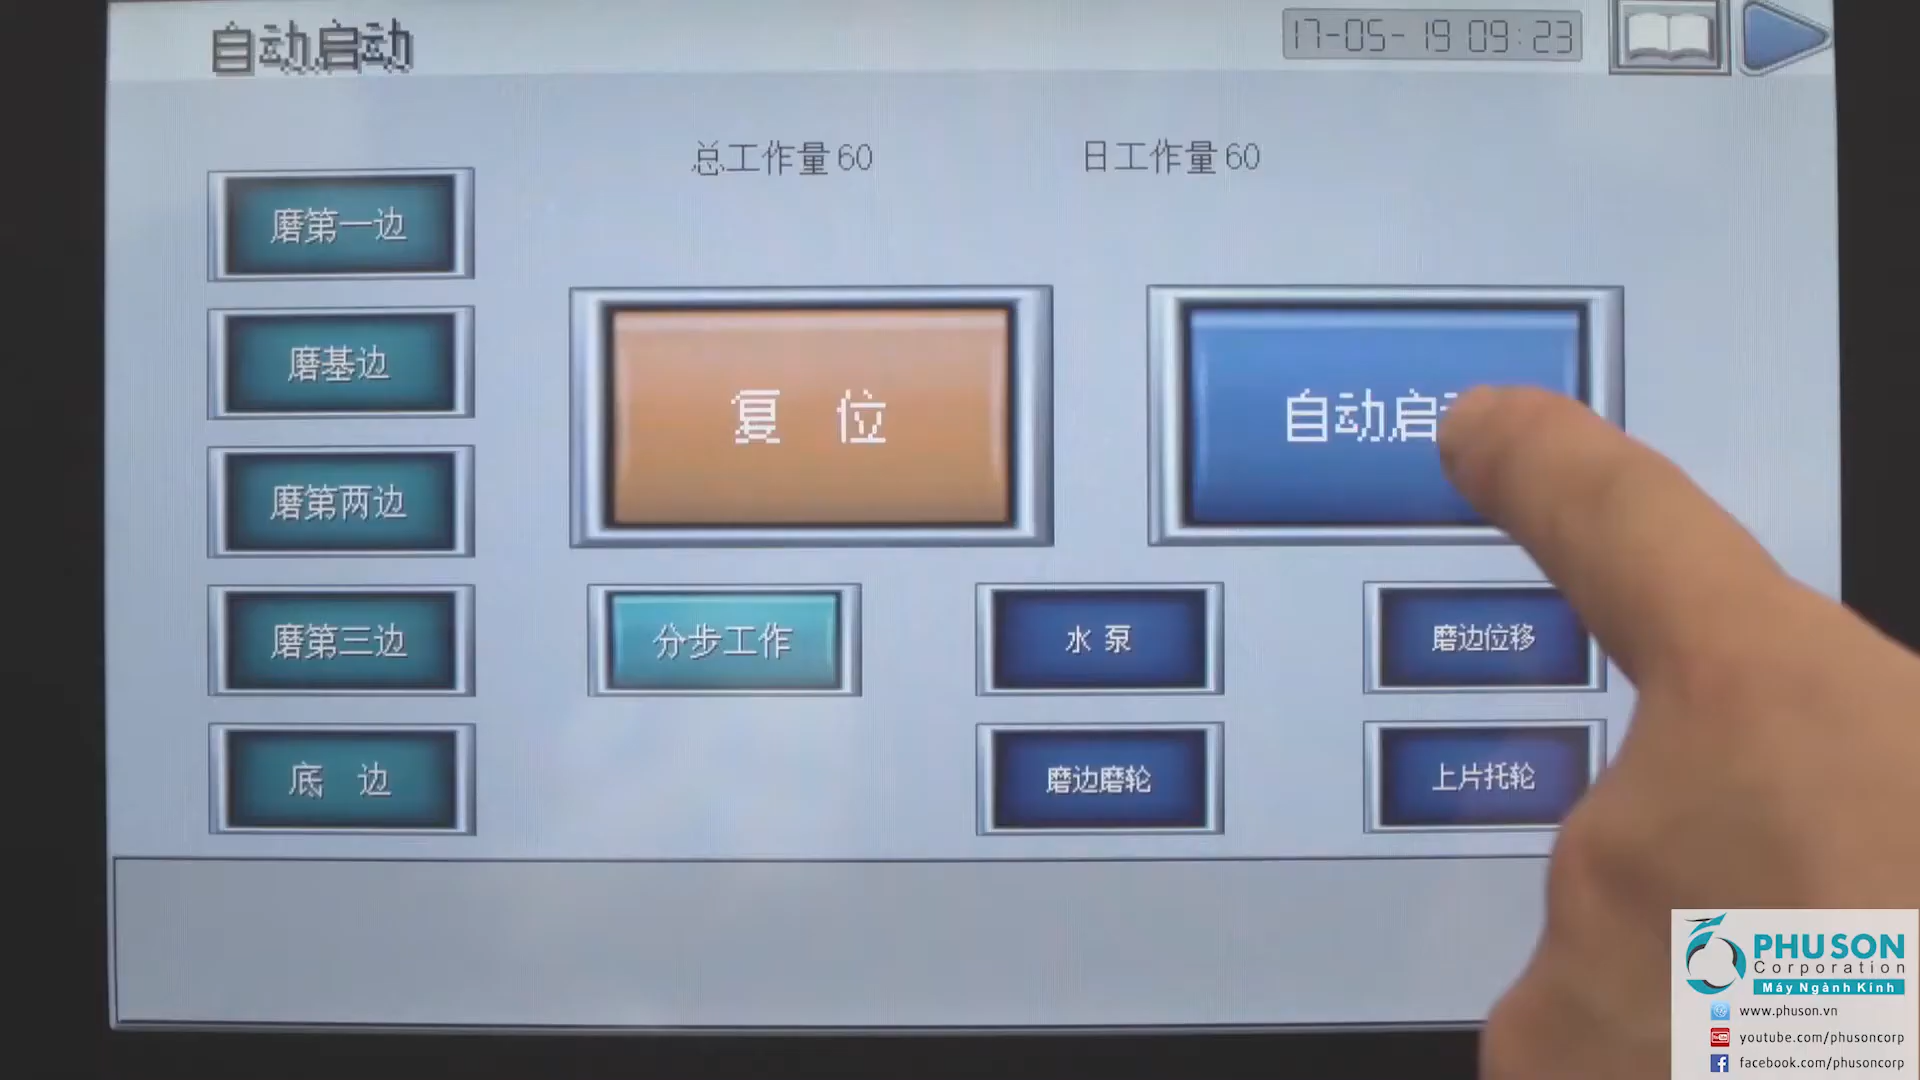 自动启动
17-05-19 09:23
总工作量60
日工作量60
磨第一边
磨基边
磨第两边
磨第三边
底 边
复 位
自动启
分步工作
水 泵
磨边位移
磨边磨轮
上片托轮
PHUSON
Corporation
Máy Ngành Kính
www.phuson.vn
youtube.com/phusoncorp
facebook.com/phusoncorp